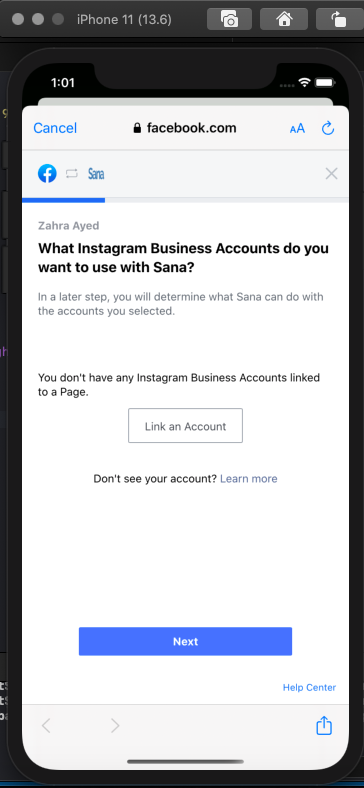 iPhone 11 (13.6)
1:01
Cancel
facebook.com
AA
Sana
Zahra Ayed
What Instagram Business Accounts do you
want to use with Sana?
In a later step, you will determine what Sana can do with
the accounts you selected.
You don't have any Instagram Business Accounts linked
to a Page.
Link an Account
Don't see your account? Learn more
Next
Help Center